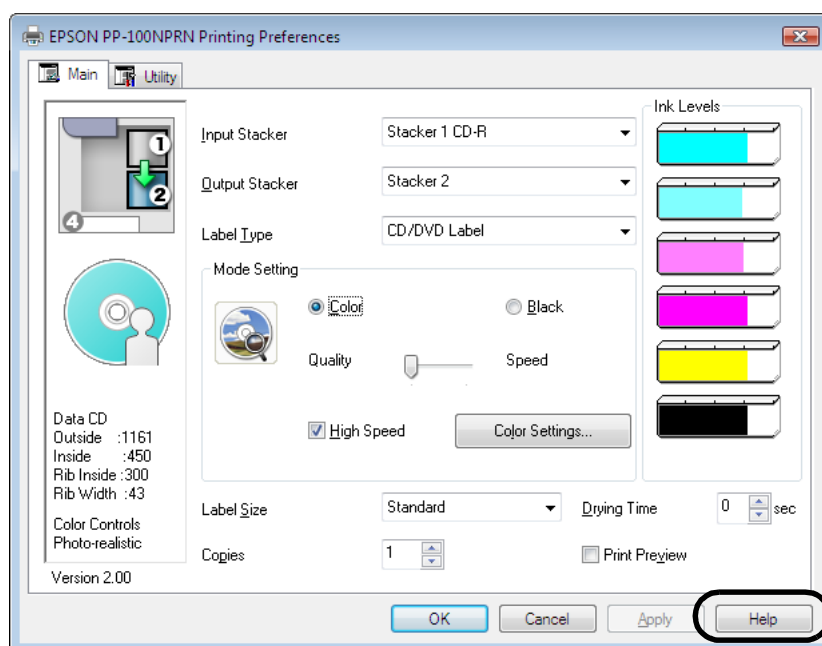 EPSON PP-100NPRN Printing Preferences
Main
Utility
1
2
4
Data CD
Outside :1161
Inside :450
Rib Inside :300
Rib Width :43
Color Controls
Photo-realistic
Version 2.00
Input Stacker
Stacker 1 CD-R
Output Stacker
Stacker 2
Label Type
CD/DVD Label
Mode Setting
Color
Black
Quality
Speed
High Speed
Color Settings...
Label Size
Standard
Drying Time
0
sec
Copies
1
Print Preview
Ink Levels
OK
Cancel
Apply
Help